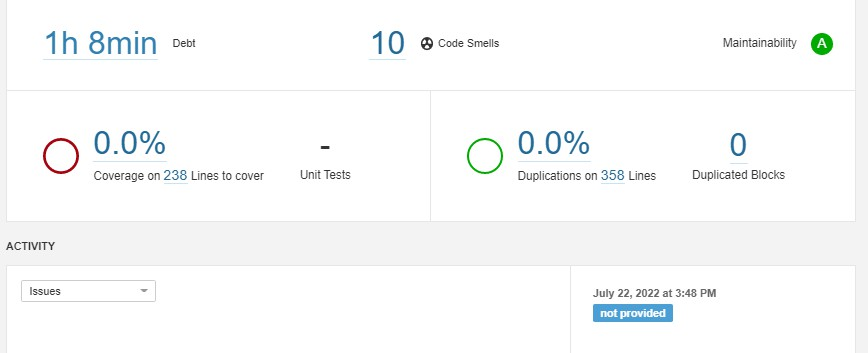 1h 8min Debt 10 Code Smells Maintainability A
0.0% - 0.0% 0
Coverage on 238 Lines to cover Unit Tests Duplications on 358 Lines Duplicated Blocks
ACTIVITY
Issues
July 22, 2022 at 3:48 PM
not provided